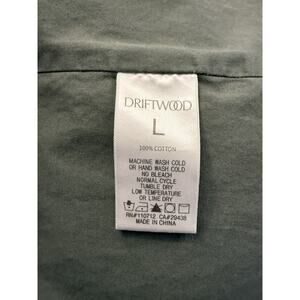 DRIFTWOOD
L
100% COTTON
MACHINE WASH COLD
OR HAND WASH COLD
NO BLEACH
NORMAL CYCLE
TUMBLE DRY
LOW TEMPERATURE
OR LINE DRY
RN#110712 CA#29438
MADE IN CHINA